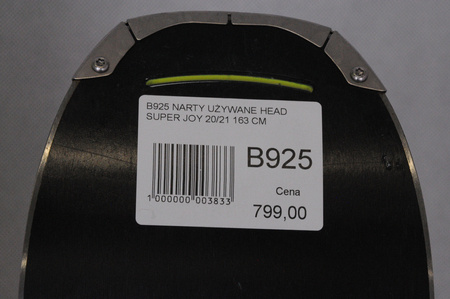 B925 NARTY UŻYWANE HEAD
SUPER JOY 20/21 163 CM
B925
1 000000 003833
Cena
799,00